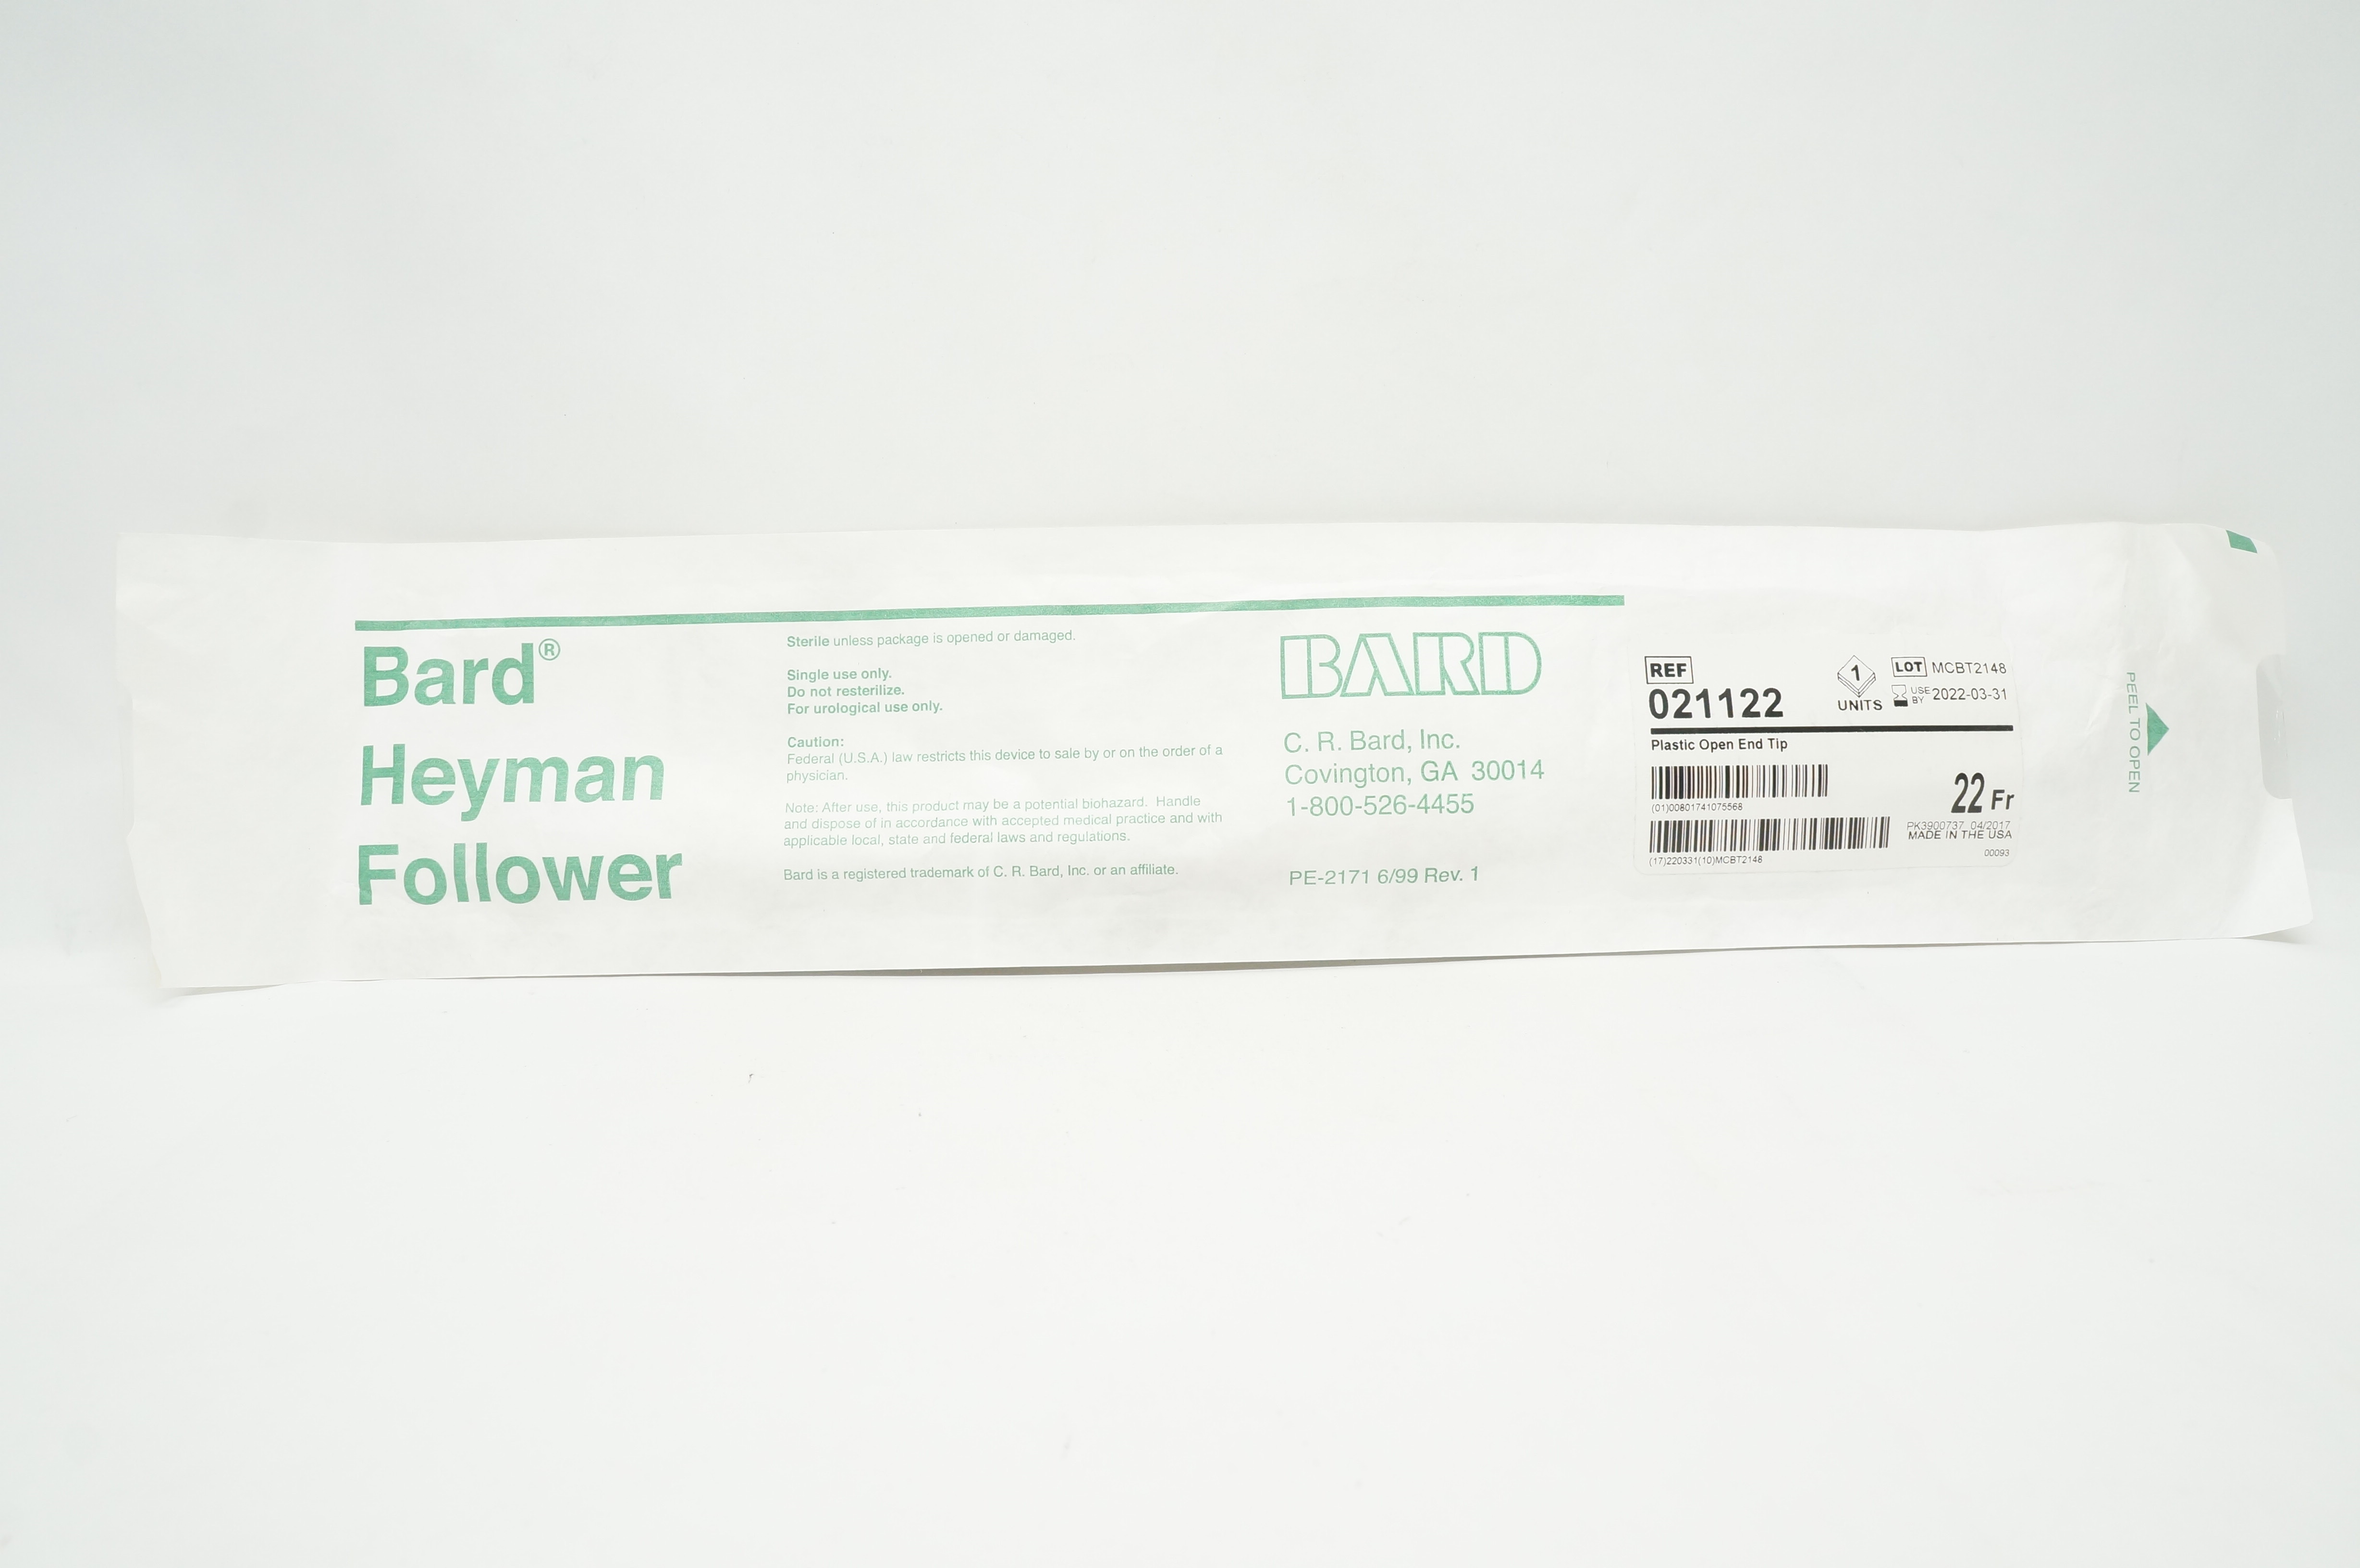 Bard®
Heyman
Follower
Sterile unless package is opened or damaged.
Single use only.
Do not resterilize.
For urological use only.
Caution:
Federal (U.S.A.) law restricts this device to sale by or on the order of a
physician.
Note: After use, this product may be a potential biohazard. Handle
and dispose of in accordance with accepted medical practice and with
applicable local, state and federal laws and regulations.
Bard is a registered trademark of C. R. Bard, Inc. or an affiliate.
BARD
C. R. Bard, Inc.
Covington, GA 30014
1-800-526-4455
PE-2171 6/99 Rev. 1
REF
021122
1
UNITS
LOT MCBT2148
USE BY 2022-03-31
Plastic Open End Tip
(01)00801741075568
22 Fr
PK3900737 04/2017
MADE IN THE USA
(17)220331(10)MCBT2148
00093
PEEL TO OPEN